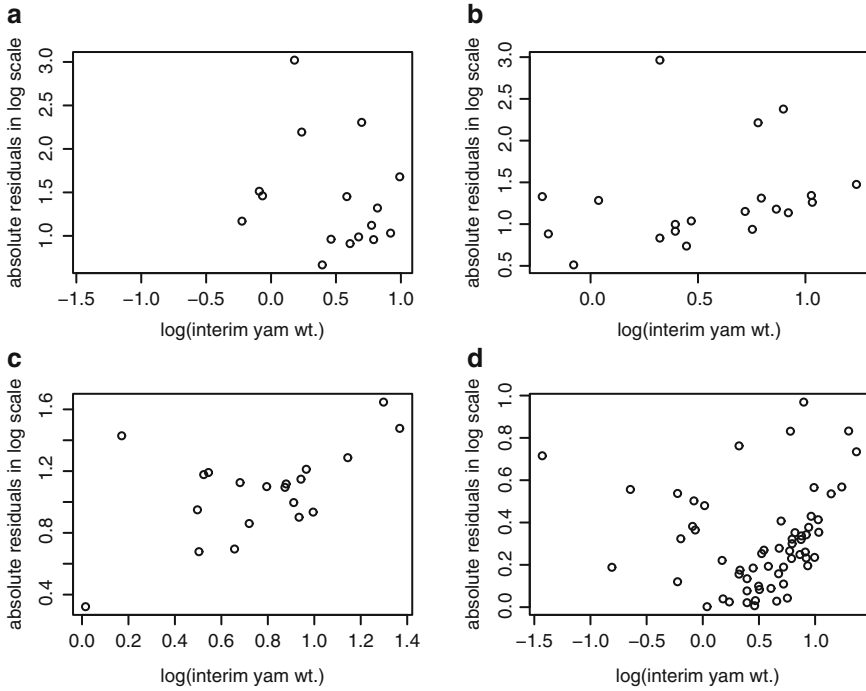 a
absolute residuals in log scale
3.0
2.5
2.0
1.5
1.0
−1.5 −1.0 −0.5 0.0 0.5 1.0
log(interim yam wt.)
b
absolute residuals in log scale
3.0
2.5
2.0
1.5
1.0
0.5
0.0 0.5 1.0
log(interim yam wt.)
c
absolute residuals in log scale
1.6
1.2
0.8
0.4
0.0 0.2 0.4 0.6 0.8 1.0 1.2 1.4
log(interim yam wt.)
d
absolute residuals in log scale
1.0
0.8
0.6
0.4
0.2
0.0
−1.5 −1.0 −0.5 0.0 0.5 1.0
log(interim yam wt.)